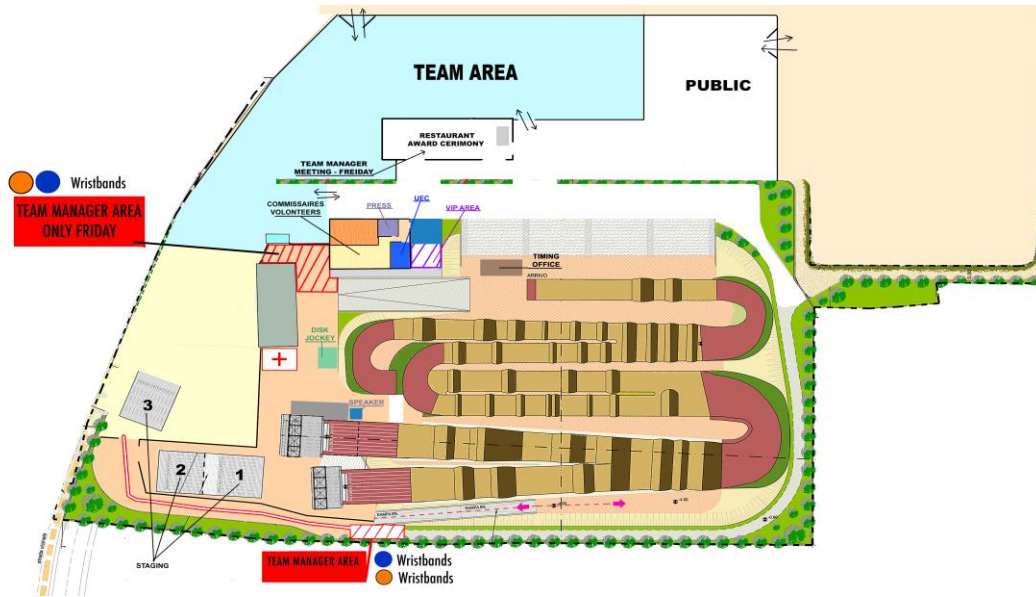 TEAM AREA
PUBLIC
RESTAURANT
AWARD CERIMONY
TEAM MANAGER
MEETING - FREIDAY
Wristbands
TEAM MANAGER AREA
ONLY FRIDAY
COMMISSAIRES
VOLONTEERS
PRESS
UEC
VIP AREA
TIMING
OFFICE
ARRIVO
DISK
JOCKEY
SPEAKER
3
2
1
STAGING
TEAM MANAGER AREA
Wristbands
Wristbands